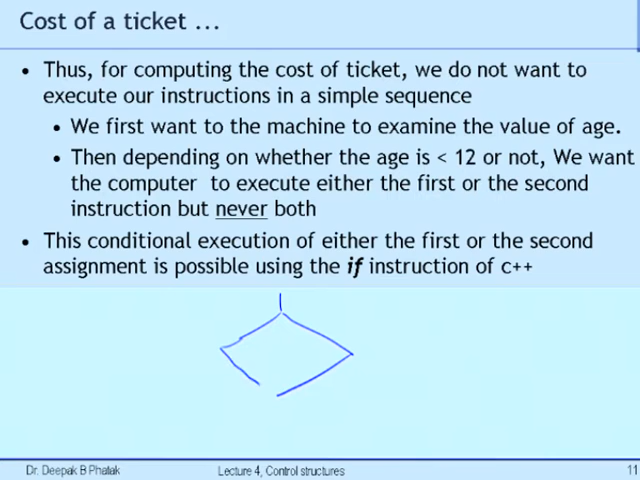 Cost of a ticket ...
• Thus, for computing the cost of ticket, we do not want to
execute our instructions in a simple sequence
• We first want to the machine to examine the value of age.
• Then depending on whether the age is < 12 or not, We want
the computer to execute either the first or the second
instruction but never both
• This conditional execution of either the first or the second
assignment is possible using the if instruction of c++
Dr. Deepak B Phatak Lecture 4, Control structures 11